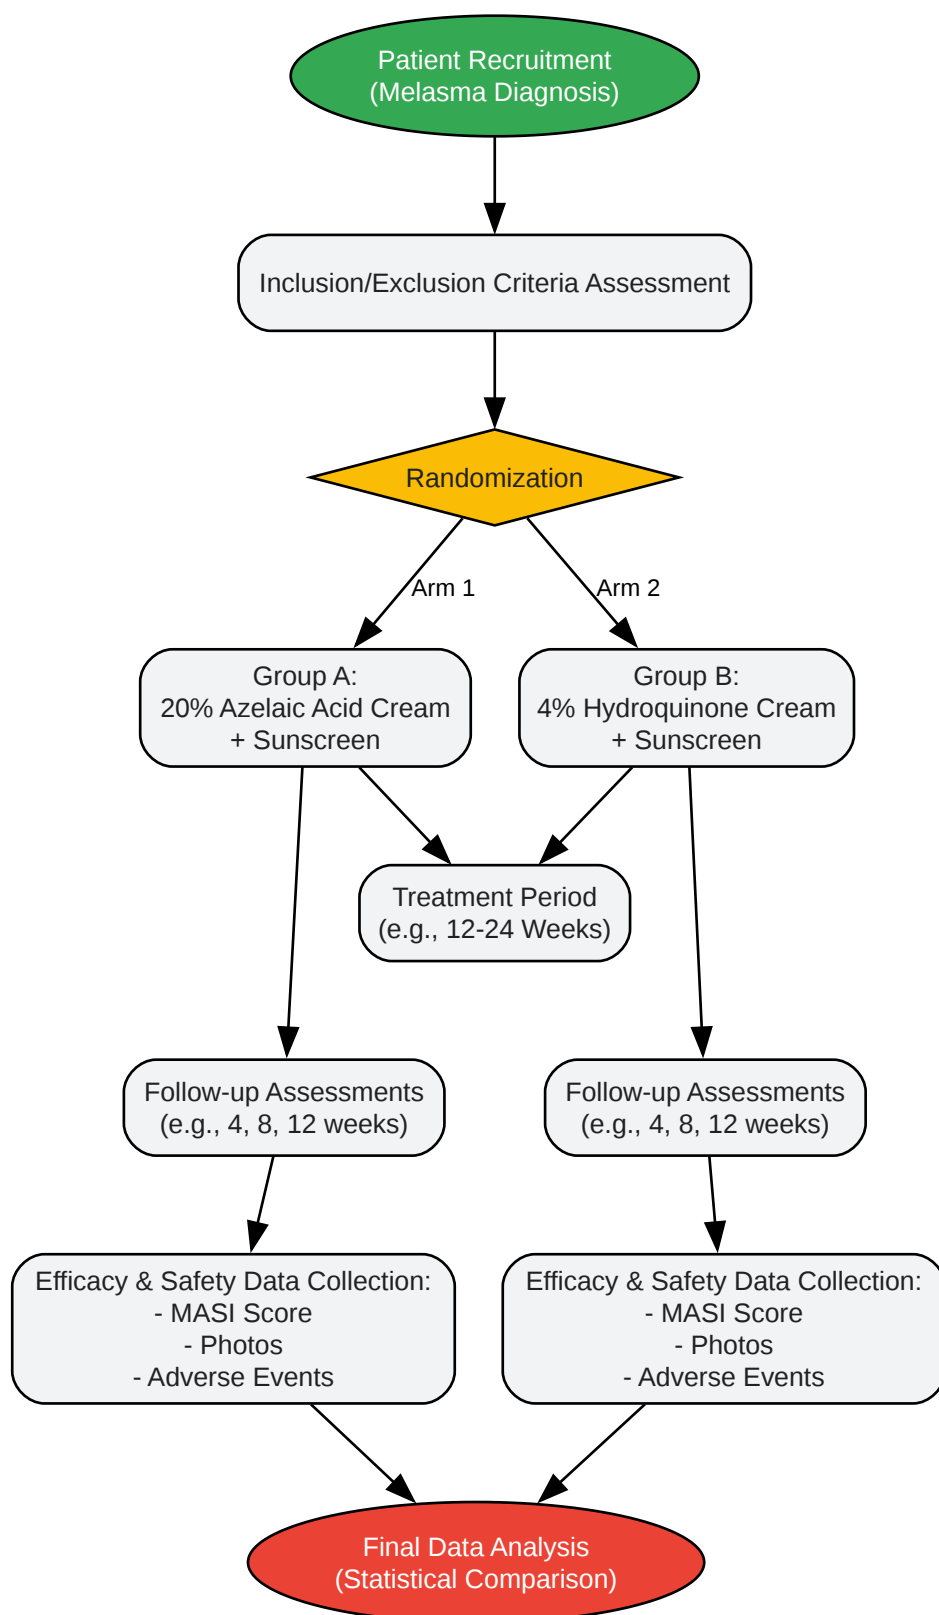 Patient Recruitment
(Melasma Diagnosis)
Inclusion/Exclusion Criteria Assessment
Randomization
Arm 1
Arm 2
Group A:
20% Azelaic Acid Cream
+ Sunscreen
Group B:
4% Hydroquinone Cream
+ Sunscreen
Treatment Period
(e.g., 12-24 Weeks)
Follow-up Assessments
(e.g., 4, 8, 12 weeks)
Follow-up Assessments
(e.g., 4, 8, 12 weeks)
Efficacy & Safety Data Collection:
- MASI Score
- Photos
- Adverse Events
Efficacy & Safety Data Collection:
- MASI Score
- Photos
- Adverse Events
Final Data Analysis
(Statistical Comparison)